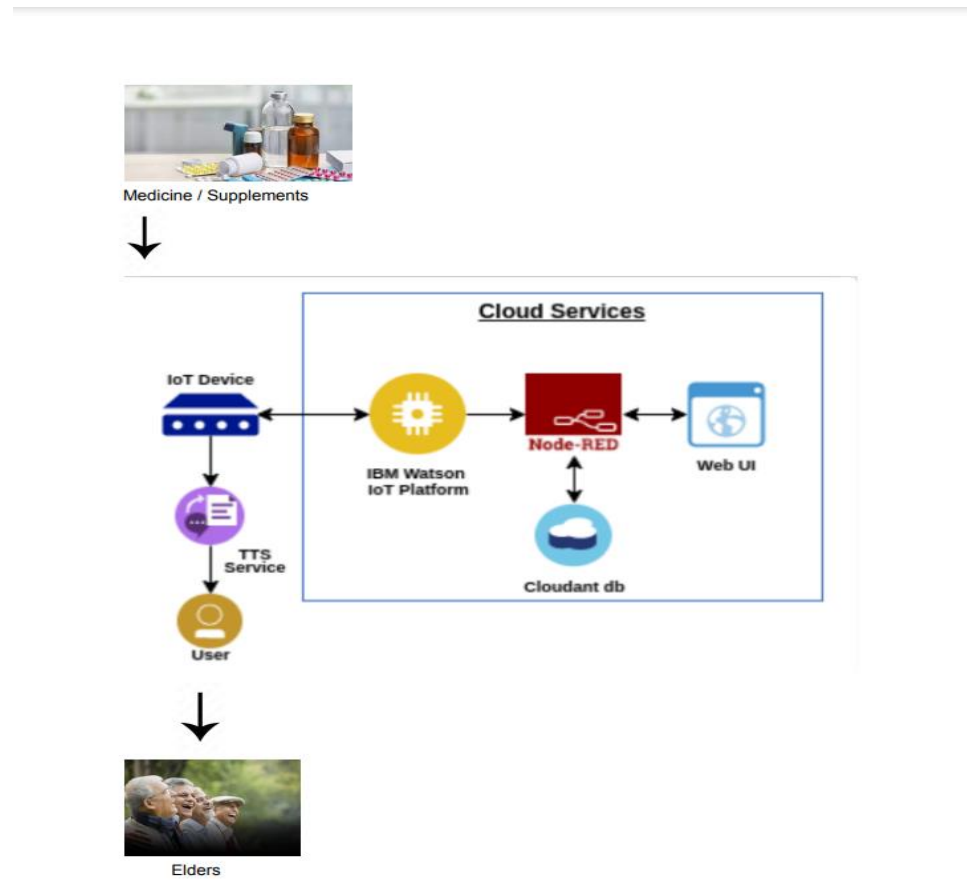 Medicine / Supplements
Cloud Services
IoT Device
Node-RED
IBM Watson
IoT Platform
Web UI
TTS
Service
Cloudant db
User
Elders